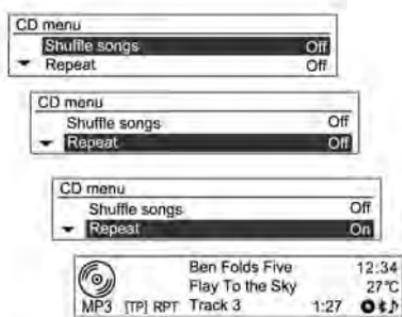 CD menu
Shuffle songs Off
Repeat Off
CD menu
Shuffle songs Off
Repeat Off
CD menu
Shuffle songs Off
Repeat On
Ben Folds Five 12:34
Flay To the Sky 27°C
MP3 [TP] RPT Track 3 1:27